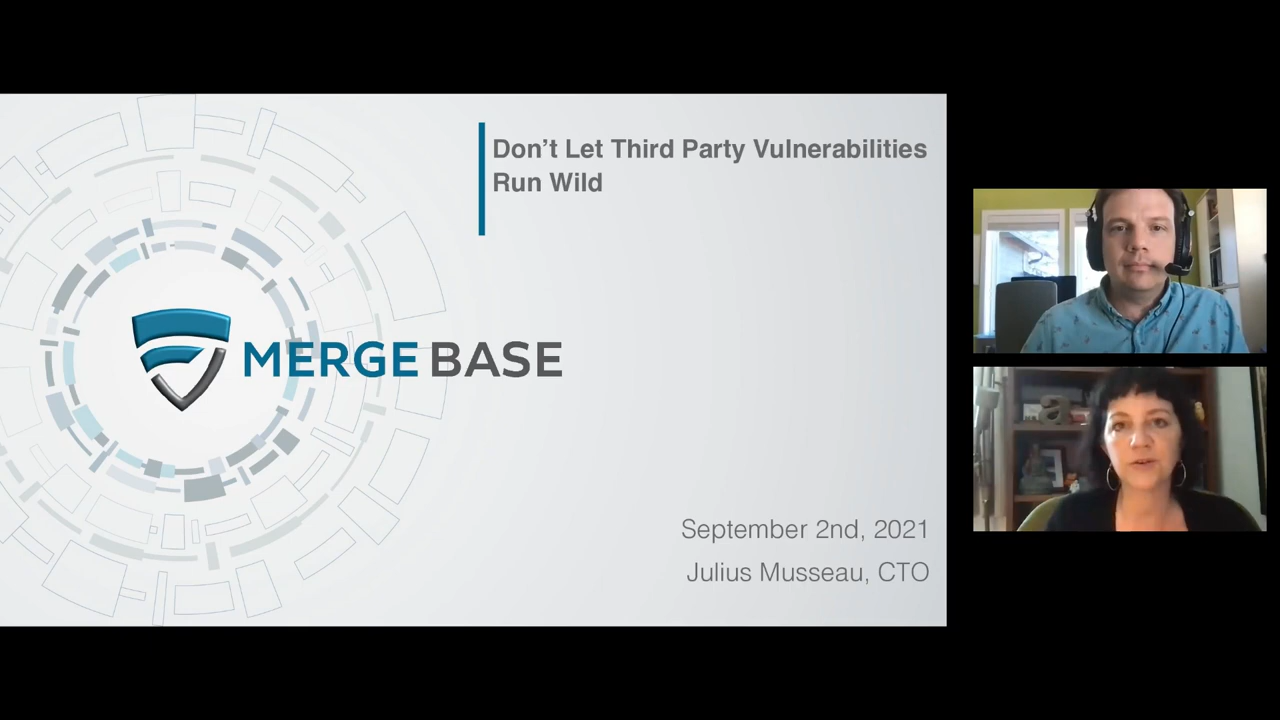 Don't Let Third Party Vulnerabilities
Run Wild
MERGE BASE
September 2nd, 2021
Julius Musseau, CTO
a